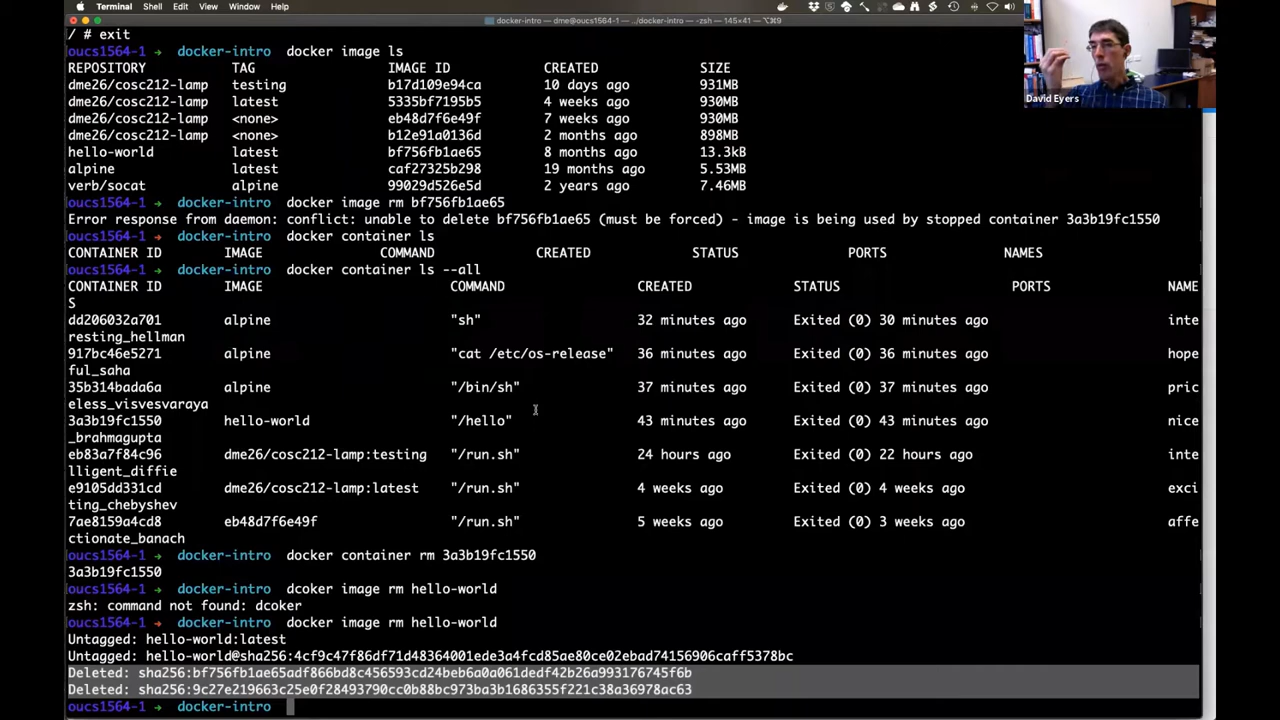 Terminal Shell Edit View Window Help
docker-intro — dme@oucs1564-1 — ../docker-intro — -zsh — 145×41 — ⌥⌘9
/ # exit
oucs1564-1 → docker-intro docker image ls
REPOSITORY TAG IMAGE ID CREATED SIZE
dme26/cosc212-lamp testing b17d109e94ca 10 days ago 931MB
dme26/cosc212-lamp latest 5335bf7195b5 4 weeks ago 930MB
dme26/cosc212-lamp <none> eb48d7f6e49f 7 weeks ago 930MB
dme26/cosc212-lamp <none> b12e91a0136d 2 months ago 898MB
hello-world latest bf756fb1ae65 8 months ago 13.3kB
alpine latest caf27325b298 19 months ago 5.53MB
verb/socat alpine 99029d526e5d 2 years ago 7.46MB
oucs1564-1 → docker-intro docker image rm bf756fb1ae65
Error response from daemon: conflict: unable to delete bf756fb1ae65 (must be forced) - image is being used by stopped container 3a3b19fc1550
oucs1564-1 → docker-intro docker container ls
CONTAINER ID IMAGE COMMAND CREATED STATUS PORTS NAMES
oucs1564-1 → docker-intro docker container ls --all
CONTAINER ID IMAGE COMMAND CREATED STATUS PORTS NAME
S
dd206032a701 alpine "sh" 32 minutes ago Exited (0) 30 minutes ago inte
resting_hellman
917bc46e5271 alpine "cat /etc/os-release" 36 minutes ago Exited (0) 36 minutes ago hope
ful_saha
35b314bada6a alpine "/bin/sh" 37 minutes ago Exited (0) 37 minutes ago pric
eless_visvesvaraya
3a3b19fc1550 hello-world "/hello" 43 minutes ago Exited (0) 43 minutes ago nice
_brahmagupta
eb83a7f84c96 dme26/cosc212-lamp:testing "/run.sh" 24 hours ago Exited (0) 22 hours ago inte
lligent_diffie
e9105dd331cd dme26/cosc212-lamp:latest "/run.sh" 4 weeks ago Exited (0) 4 weeks ago exci
ting_chebyshev
7ae8159a4cd8 eb48d7f6e49f "/run.sh" 5 weeks ago Exited (0) 3 weeks ago affe
ctionate_banach
oucs1564-1 → docker-intro docker container rm 3a3b19fc1550
3a3b19fc1550
oucs1564-1 → docker-intro dcoker image rm hello-world
zsh: command not found: dcoker
oucs1564-1 → docker-intro docker image rm hello-world
Untagged: hello-world:latest
Untagged: hello-world@sha256:4cf9c47f86df71d48364001ede3a4fcd85ae80ce02ebad74156906caff5378bc
Deleted: sha256:bf756fb1ae65adf866bd8c456593cd24beb6a0a061dedf42b26a993176745f6b
Deleted: sha256:9c27e219663c25e0f28493790cc0b88bc973ba3b1686355f221c38a36978ac63
oucs1564-1 → docker-intro
David Eyers